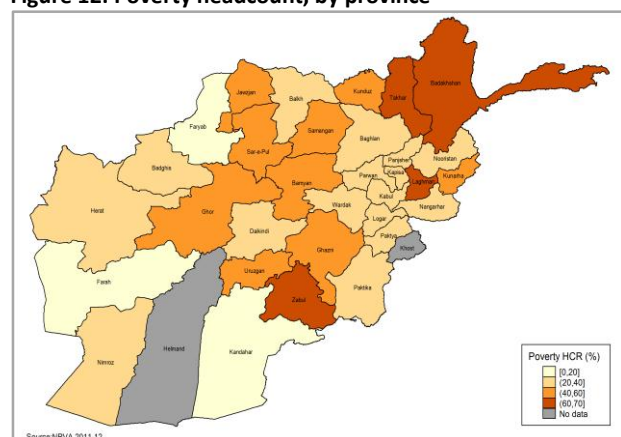 Figure 12: Poverty headcount, by province
Badakhshan
Takhar
Kunduz
Jawzjan
Balkh
Faryab
Samangan
Baghlan
Sar-e-Pul
Panjsher
Nooristan
Badghis
Kapisa
Bamyan
Parwan
Laghman
Kunarha
Kabul
Herat
Ghor
Wardak
Nangarhar
Daikindi
Logar
Paktya
Khost
Ghazni
Farah
Uruzgan
Paktika
Zabul
Nimroz
Helmand
Kandahar
Poverty HCR (%)
[0,20]
(20,40]
(40,60]
(60,70]
No data
Source:NRVA 2011-12